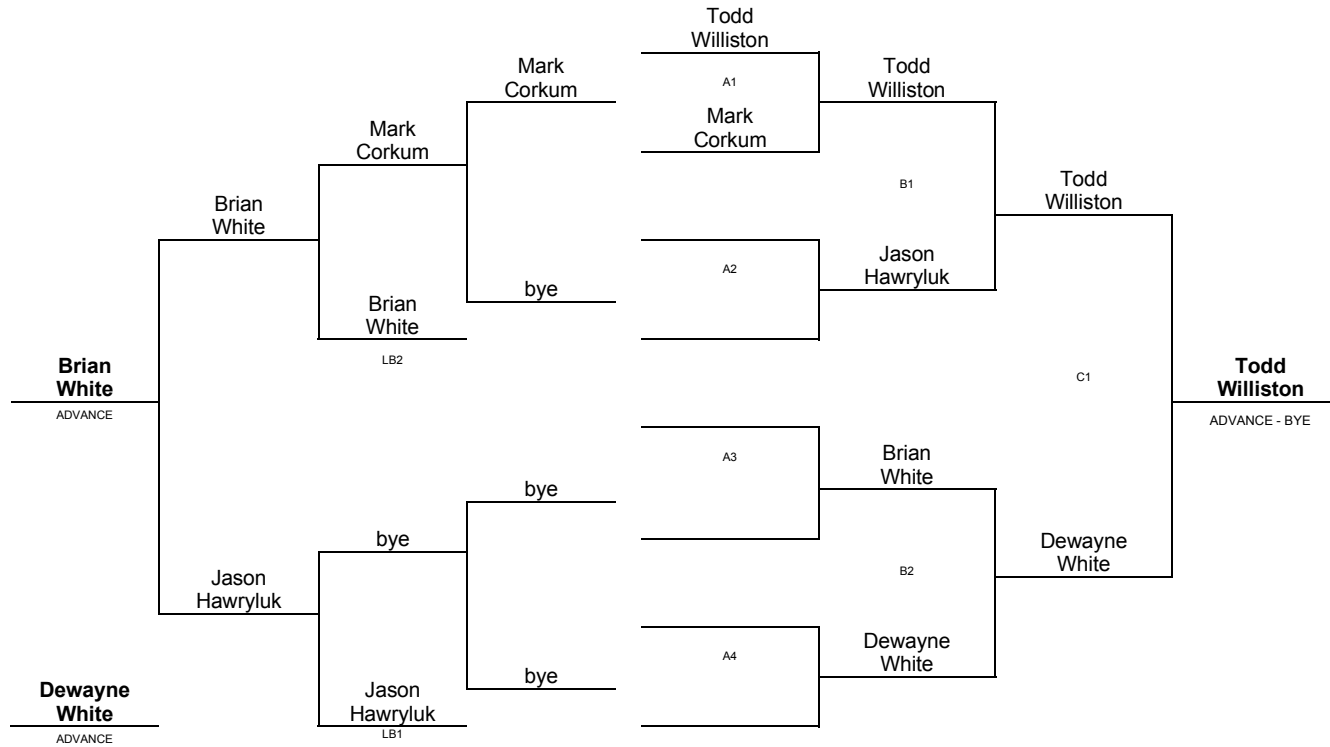 Todd
Williston
Mark
Corkum
A1
Todd
Williston
Mark
Corkum
Mark
Corkum
B1
Todd
Williston
Brian
White
A2
Jason
Hawryluk
bye
Brian
White
LB2
Brian
White
ADVANCE
C1
Todd
Williston
ADVANCE - BYE
A3
Brian
White
bye
bye
Dewayne
White
B2
Jason
Hawryluk
A4
Dewayne
White
bye
Dewayne
White
ADVANCE
Jason
Hawryluk
LB1